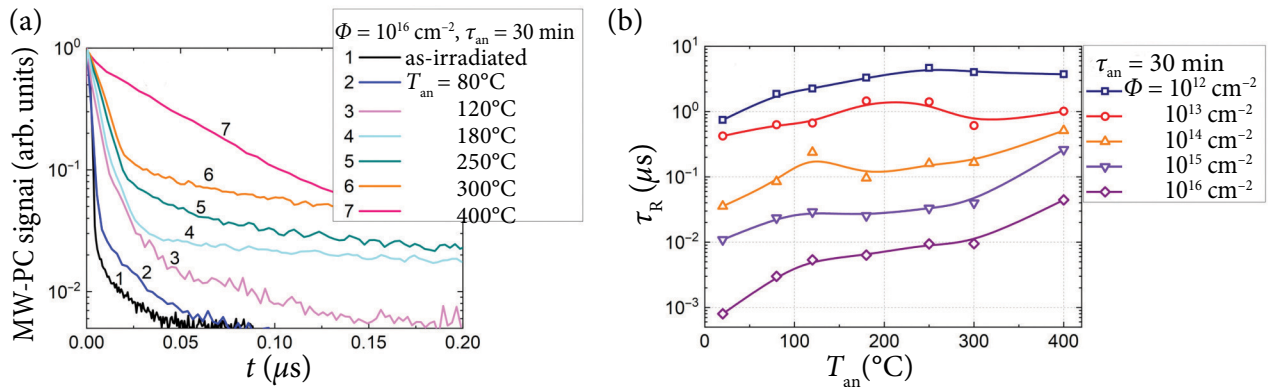 (a)
MW-PC signai (arb. units)
10⁰
10⁻¹
10⁻²
0.00 0.05 0.10 0.15 0.20
t (μs)
Φ = 10¹⁶ cm⁻², τₐₙ = 30 min
1 as-irradiated
2 Tₐₙ = 80°C
3 120°C
4 180°C
5 250°C
6 300°C
7 400°C
7
6
5
4
3
2
1
(b)
τR (μs)
10¹
10⁰
10⁻¹
10⁻²
10⁻³
0 100 200 300 400
Tₐₙ(°C)
τₐₙ = 30 min
Φ = 10¹² cm⁻²
10¹³ cm⁻²
10¹⁴ cm⁻²
10¹⁵ cm⁻²
10¹⁶ cm⁻²